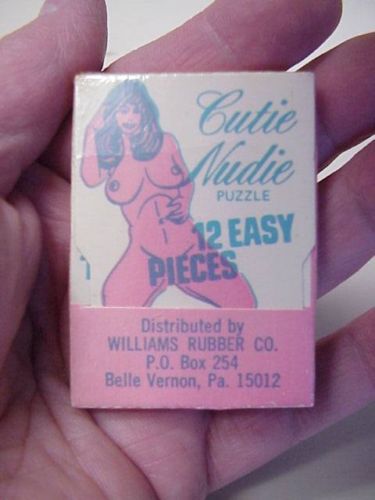 Cutie
Nudie
PUZZLE
12 EASY
PIECES
Distributed by
WILLIAMS RUBBER CO.
P.O. Box 254
Belle Vernon, Pa. 15012